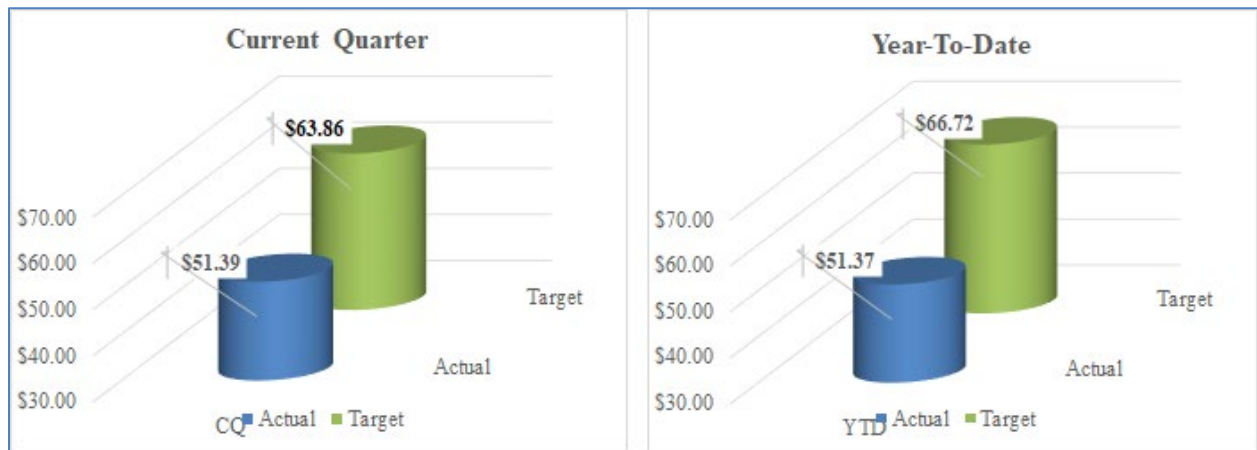 Current Quarter
$63.86
$70.00
$60.00
$51.39
$50.00
$40.00
$30.00
Target
Actual
CQ
Actual
Target
Year-To-Date
$66.72
$70.00
$60.00
$51.37
$50.00
$40.00
$30.00
Target
Actual
YTD
Actual
Target